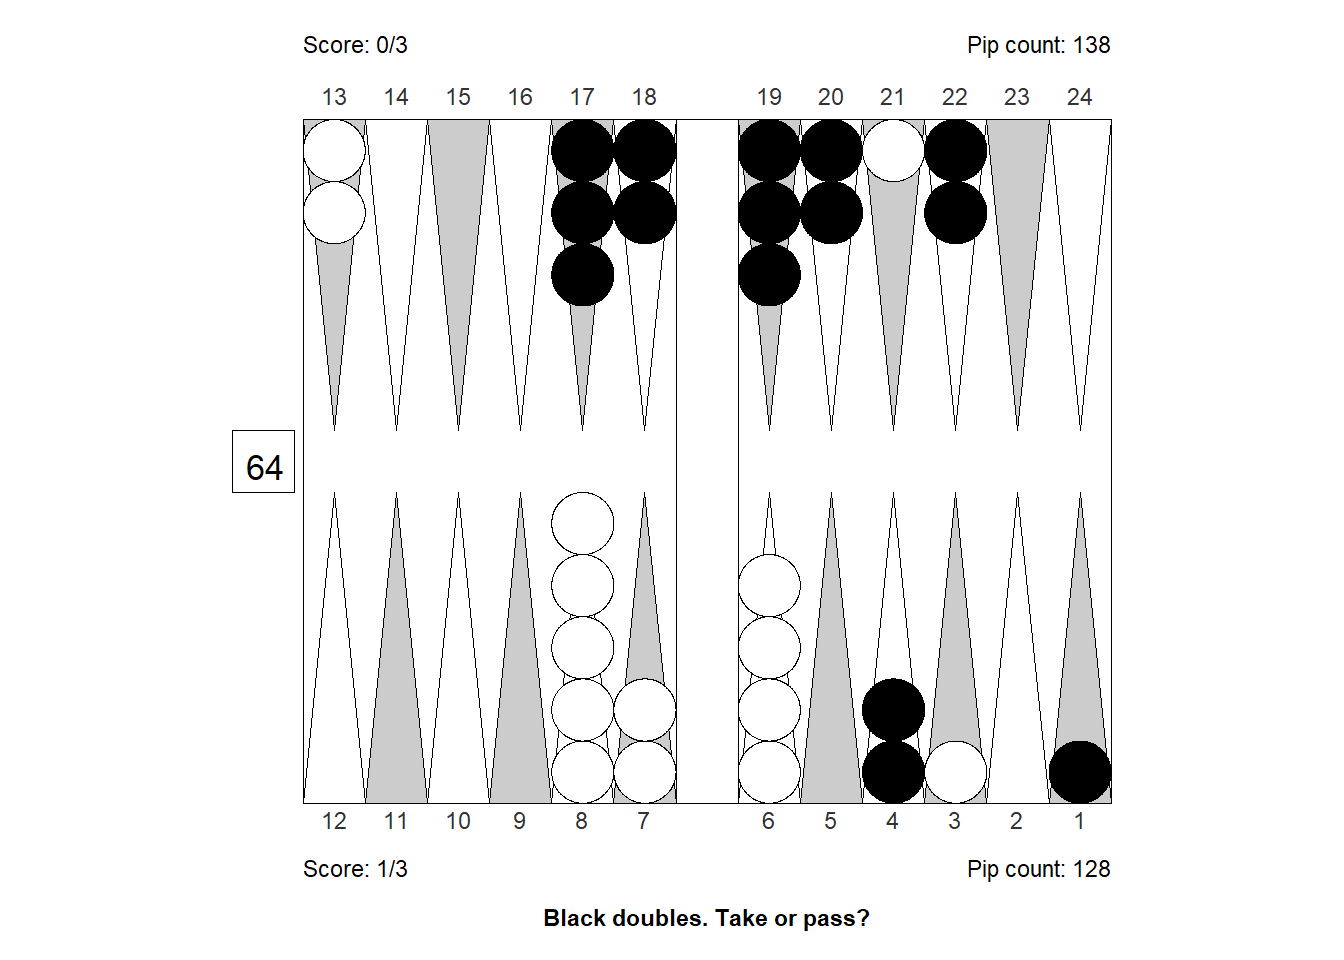 Score: 0/3 Pip count: 138
13 14 15 16 17 18 19 20 21 22 23 24
64
12 11 10 9 8 7 6 5 4 3 2 1
Score: 1/3 Pip count: 128
Black doubles. Take or pass?